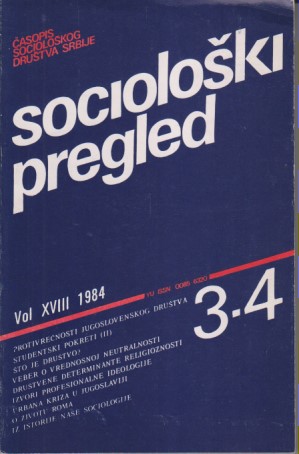 ČASOPIS
SOCIOLOŠKOG
DRUŠTVA SRBIJE
sociološki
pregled
Vol XVIII 1984
YU ISSN 0085 6320
3-4
PROTIVREČNOSTI JUGOSLOVENSKOG DRUŠTVA
STUDENTSKI POKRETI (II)
ŠTO JE DRUŠTVO?
VEBER O VREDNOSNOJ NEUTRALNOSTI
DRUŠTVENE DETERMINANTE RELIGIOZNOSTI
IZVORI PROFESIONALNE IDEOLOGIJE
URBANA KRIZA U JUGOSLAVIJI
O ŽIVOTU ROMA
IZ ISTORIJE NAŠE SOCIOLOGIJE